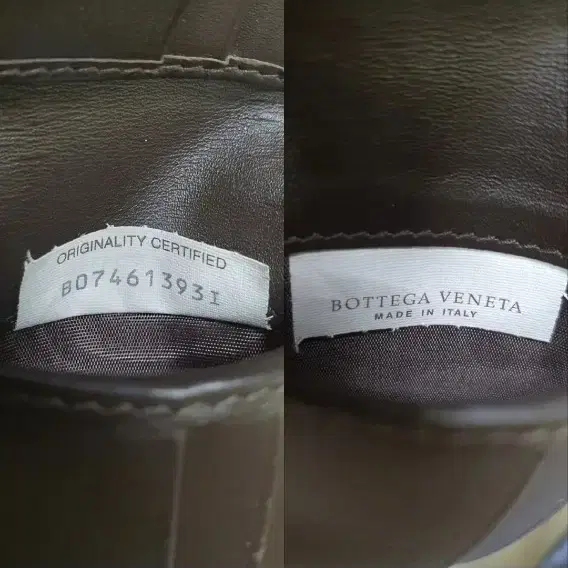 ORIGINALITY CERTIFIED
B07461393I
BOTTEGA VENETA
MADE IN ITALY